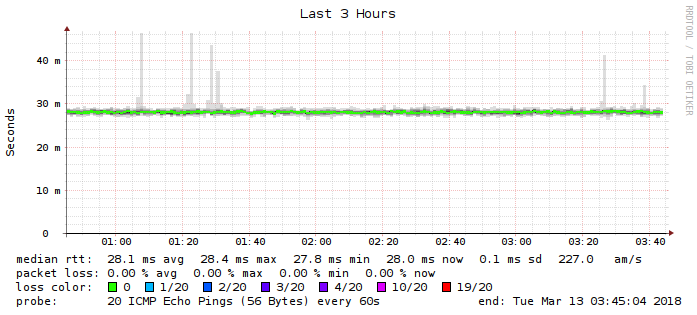 Last 3 Hours
RRDTOOL / TOBI OETIKER
Seconds
40 m
30 m
20 m
10 m
0
01:00 01:20 01:40 02:00 02:20 02:40 03:00 03:20 03:40
median rtt: 28.1 ms avg 28.4 ms max 27.8 ms min 28.0 ms now 0.1 ms sd 227.0 am/s
packet loss: 0.00 % avg 0.00 % max 0.00 % min 0.00 % now
loss color: 0 1/20 2/20 3/20 4/20 10/20 19/20
probe: 20 ICMP Echo Pings (56 Bytes) every 60s end: Tue Mar 13 03:45:04 2018